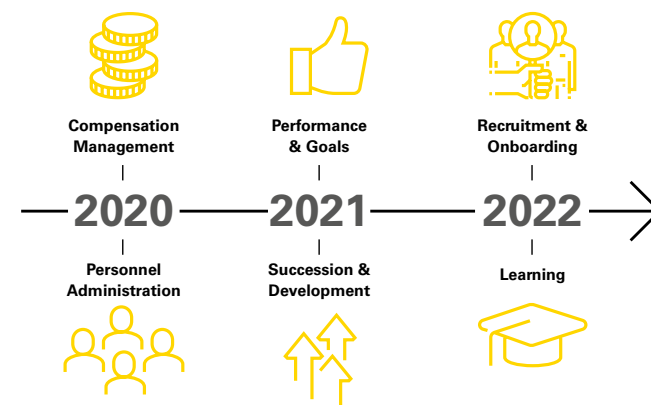 Compensation
Management
Performance
& Goals
Recruitment &
Onboarding
2020
2021
2022
Personnel
Administration
Succession &
Development
Learning